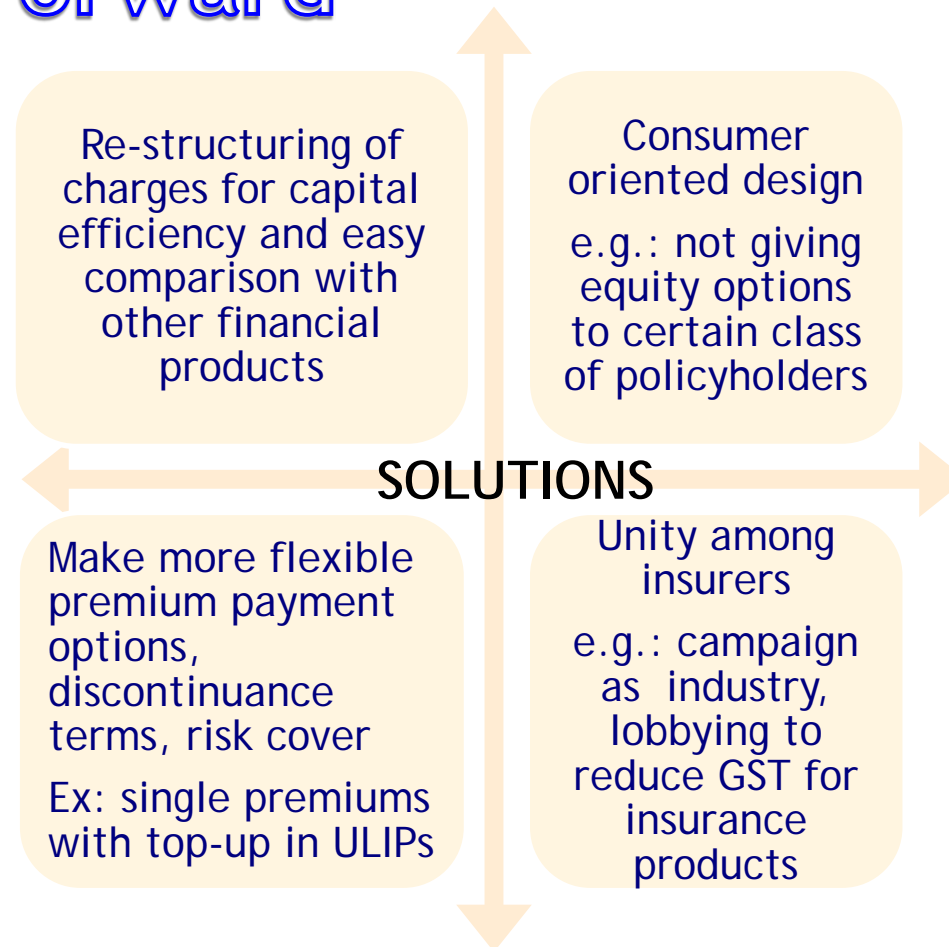 orward
Re-structuring of
charges for capital
efficiency and easy
comparison with
other financial
products
Consumer
oriented design
e.g.: not giving
equity options
to certain class
of policyholders
SOLUTIONS
Make more flexible
premium payment
options,
discontinuance
terms, risk cover
Ex: single premiums
with top-up in ULIPs
Unity among
insurers
e.g.: campaign
as industry,
lobbying to
reduce GST for
insurance
products